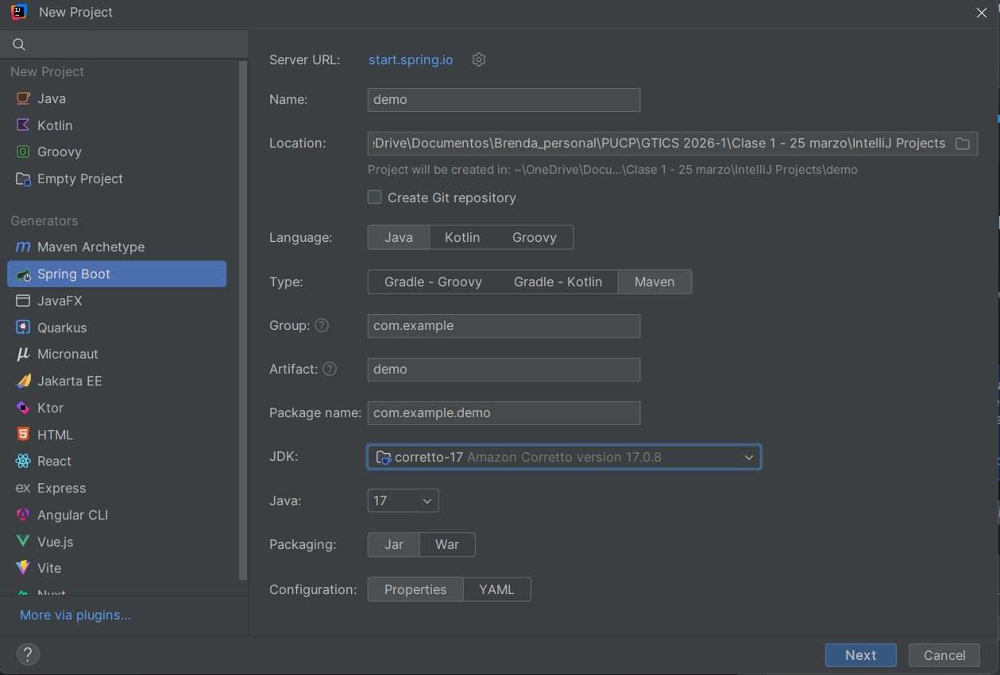 New Project
New Project
Java
Kotlin
Groovy
Empty Project
Generators
Maven Archetype
Spring Boot
JavaFX
Quarkus
Micronaut
Jakarta EE
Ktor
HTML
React
Express
Angular CLI
Vue.js
Vite
Nuxt
More via plugins...
Server URL: start.spring.io
Name: demo
Location: :Drive\Documentos\Brenda_personal\PUCP\GTICS 2026-1\Clase 1 - 25 marzo\IntelliJ Projects
Project will be created in: ~\OneDrive\Docu...\Clase 1 - 25 marzo\IntelliJ Projects\demo
Create Git repository
Language: Java Kotlin Groovy
Type: Gradle - Groovy Gradle - Kotlin Maven
Group: ? com.example
Artifact: ? demo
Package name: com.example.demo
JDK: corretto-17 Amazon Corretto version 17.0.8
Java: 17
Packaging: Jar War
Configuration: Properties YAML
? Next Cancel